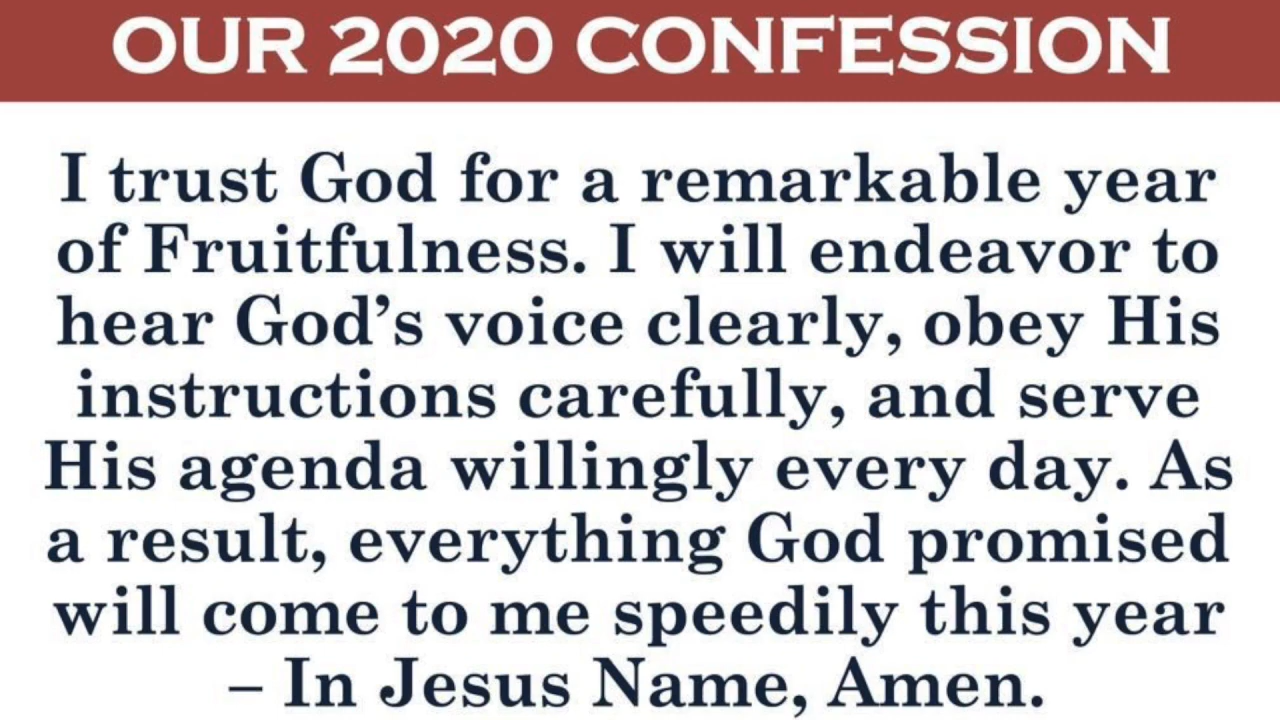 OUR 2020 CONFESSION
I trust God for a remarkable year
of Fruitfulness. I will endeavor to
hear God’s voice clearly, obey His
instructions carefully, and serve
His agenda willingly every day. As
a result, everything God promised
will come to me speedily this year
– In Jesus Name, Amen.